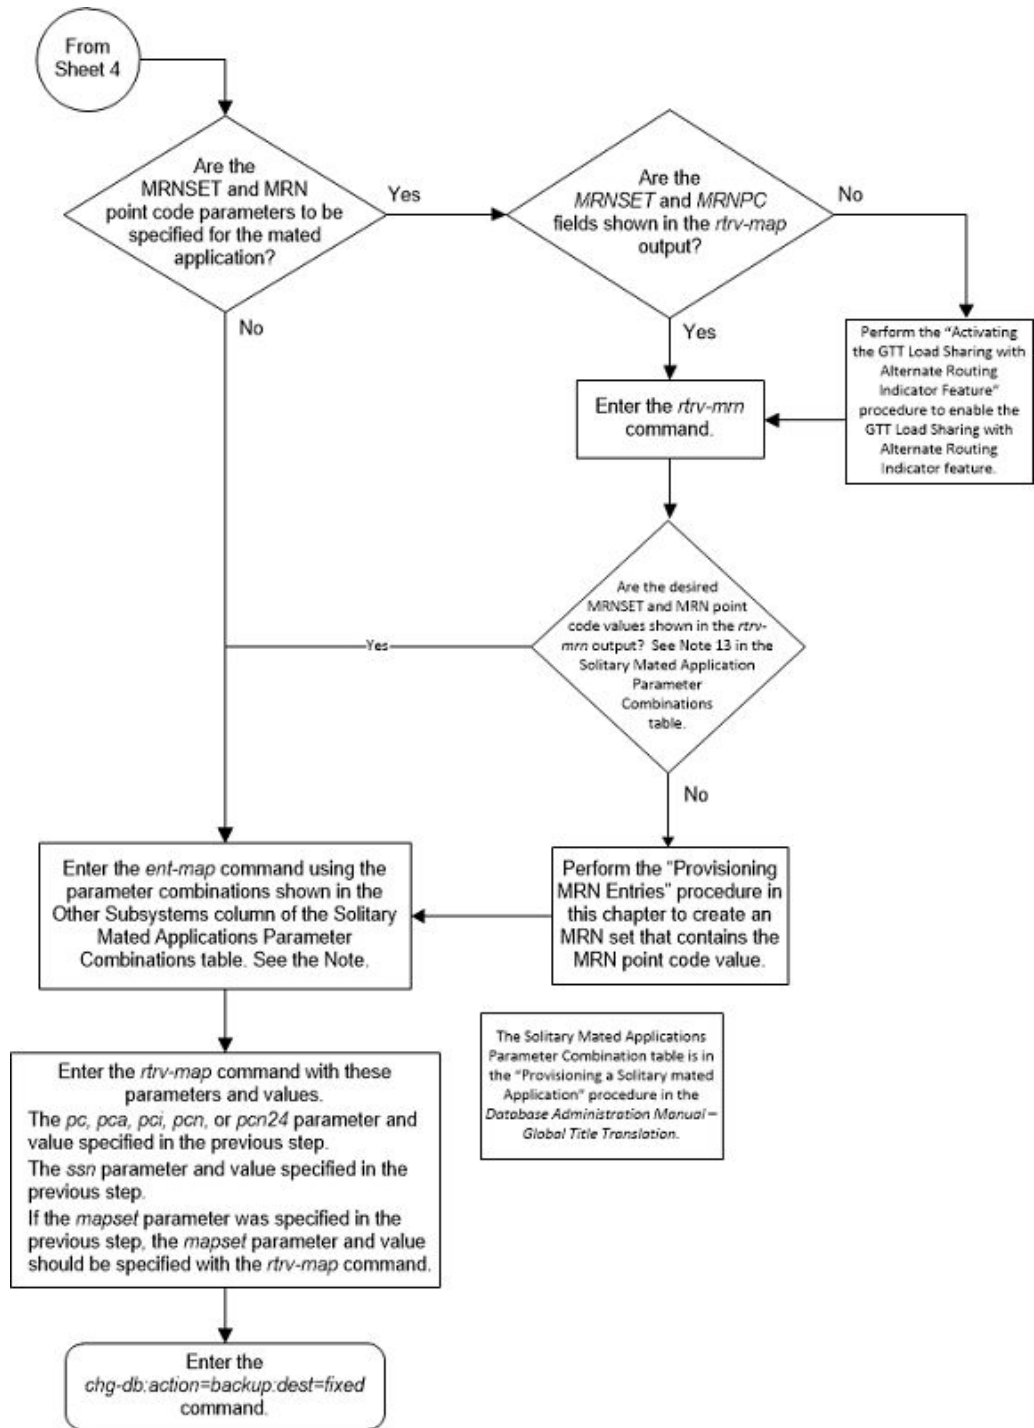 From
Sheet 4
Are the
MRNSET and MRN
point code parameters to be
specified for the mated
application?
Yes
No
Are the
MRNSET and MRNPC
fields shown in the rtrv-map
output?
No
Yes
Perform the “Activating
the GTT Load Sharing with
Alternate Routing
Indicator Feature”
procedure to enable the
GTT Load Sharing with
Alternate Routing
Indicator feature.
Enter the rtrv-mrn
command.
Are the desired
MRNSET and MRN point
code values shown in the rtrv-
mrn output? See Note 13 in the
Solitary Mated Application
Parameter
Combinations
table.
Yes
No
Enter the ent-map command using the
parameter combinations shown in the
Other Subsystems column of the Solitary
Mated Applications Parameter
Combinations table. See the Note.
Perform the “Provisioning
MRN Entries” procedure in
this chapter to create an
MRN set that contains the
MRN point code value.
The Solitary Mated Applications
Parameter Combination table is in
the “Provisioning a Solitary mated
Application” procedure in the
Database Administration Manual –
Global Title Translation.
Enter the rtrv-map command with these
parameters and values.
The pc, pca, pci, pcn, or pcn24 parameter and
value specified in the previous step.
The ssn parameter and value specified in the
previous step.
If the mapset parameter was specified in the
previous step, the mapset parameter and value
should be specified with the rtrv-map command.
Enter the
chg-db:action=backup:dest=fixed
command.